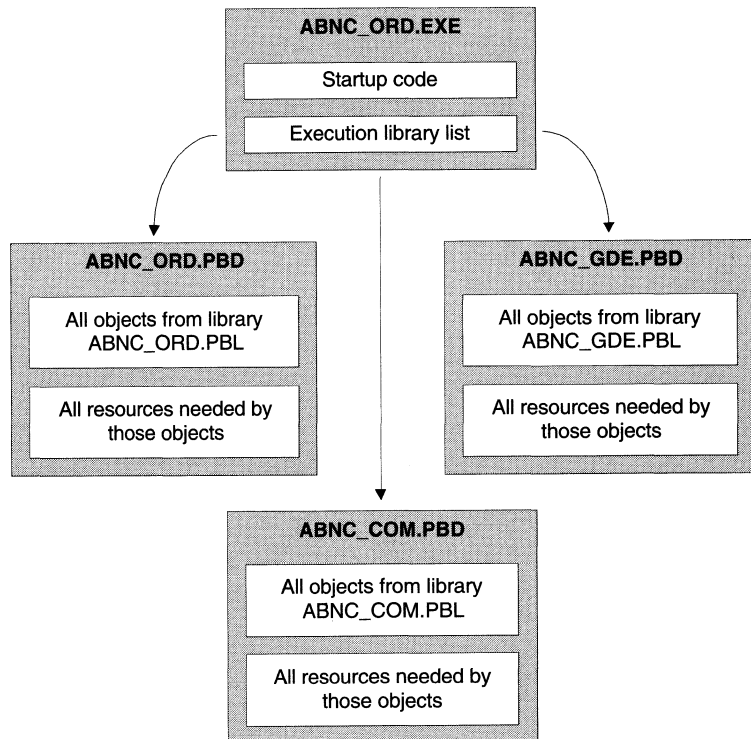 ABNC_ORD.EXE
Startup code
Execution library list
ABNC_ORD.PBD
All objects from library
ABNC_ORD.PBL
All resources needed by
those objects
ABNC_GDE.PBD
All objects from library
ABNC_GDE.PBL
All resources needed by
those objects
ABNC_COM.PBD
All objects from library
ABNC_COM.PBL
All resources needed by
those objects